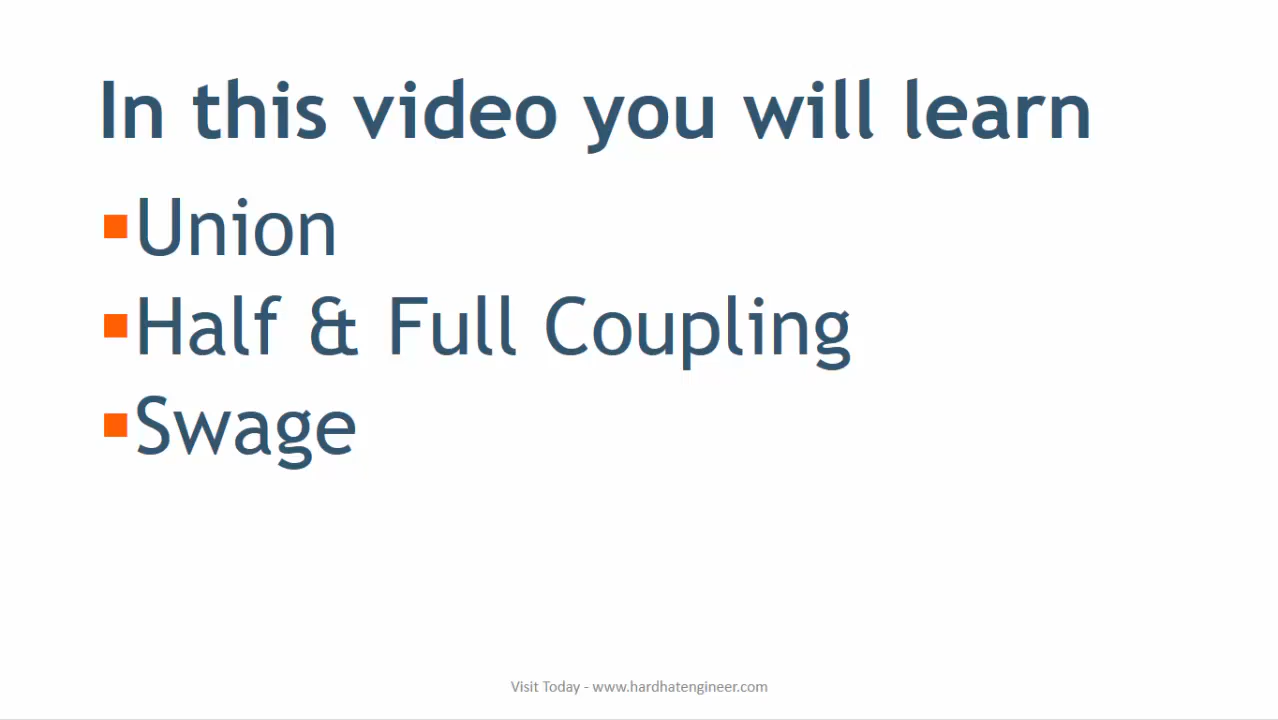 In this video you will learn
▪Union
▪Half & Full Coupling
▪Swage
Visit Today - www.hardhatengineer.com